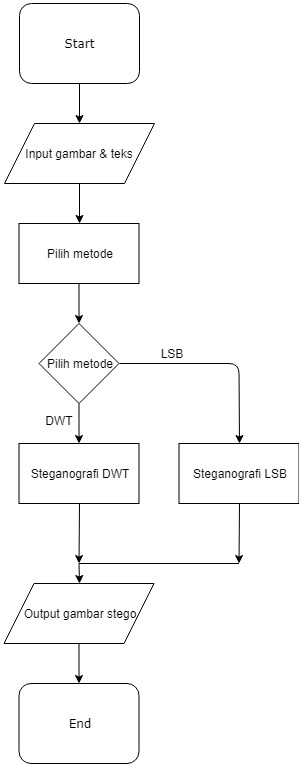 Start
Input gambar & teks
Pilih metode
Pilih metode
LSB
DWT
Steganografi DWT
Steganografi LSB
Output gambar stego
End